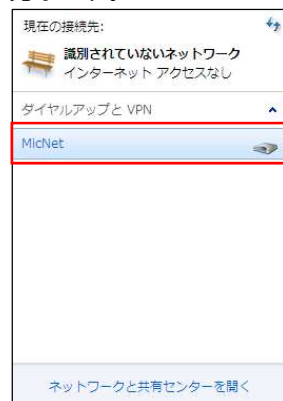 現在の接続先:
識別されていないネットワーク
インターネット アクセスなし
ダイヤルアップと VPN
MicNet
ネットワークと共有センターを開く